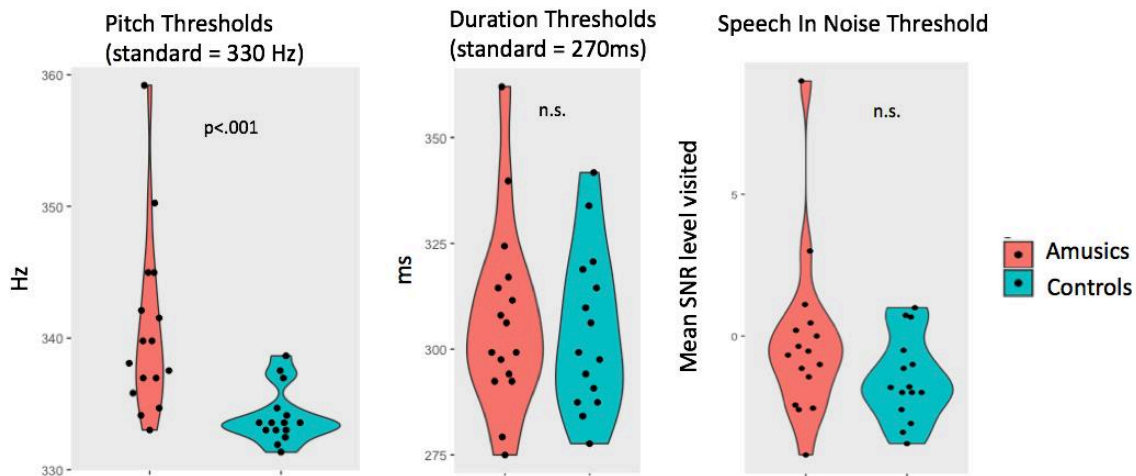 Pitch Thresholds
(standard = 330 Hz)
Duration Thresholds
(standard = 270ms)
Speech In Noise Threshold
Hz
360
350
340
330
p<.001
ms
350
325
300
275
n.s.
Mean SNR level visited
5
0
n.s.
Amusics
Controls